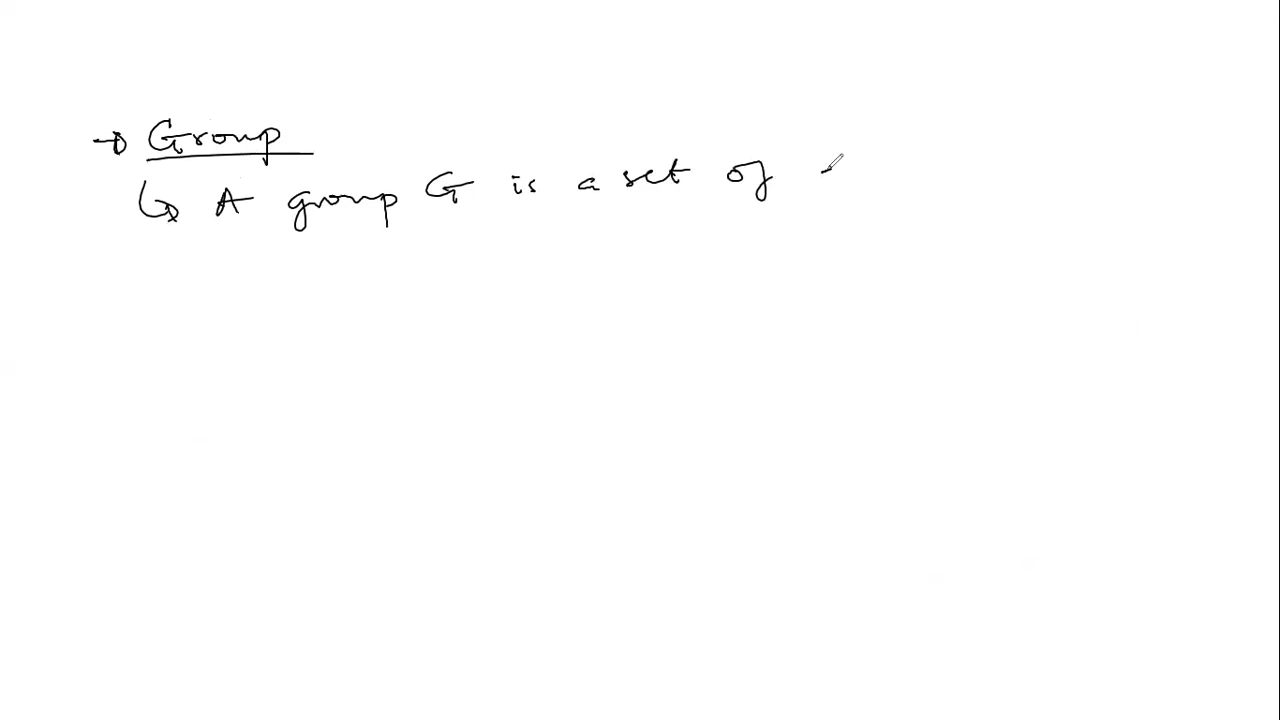 → Group
↳ A group G is a set of